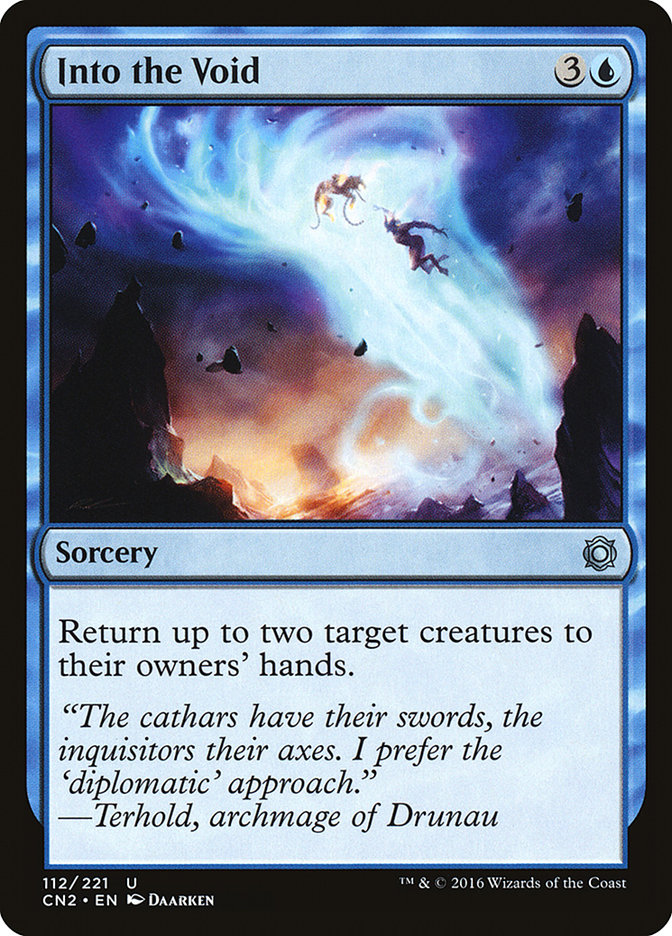 Into the Void
3
Sorcery
Return up to two target creatures to
their owners’ hands.
“The cathars have their swords, the
inquisitors their axes. I prefer the
‘diplomatic’ approach.”
—Terhold, archmage of Drunau
112/221 U
™ & © 2016 Wizards of the Coast
CN2 • EN Daarken